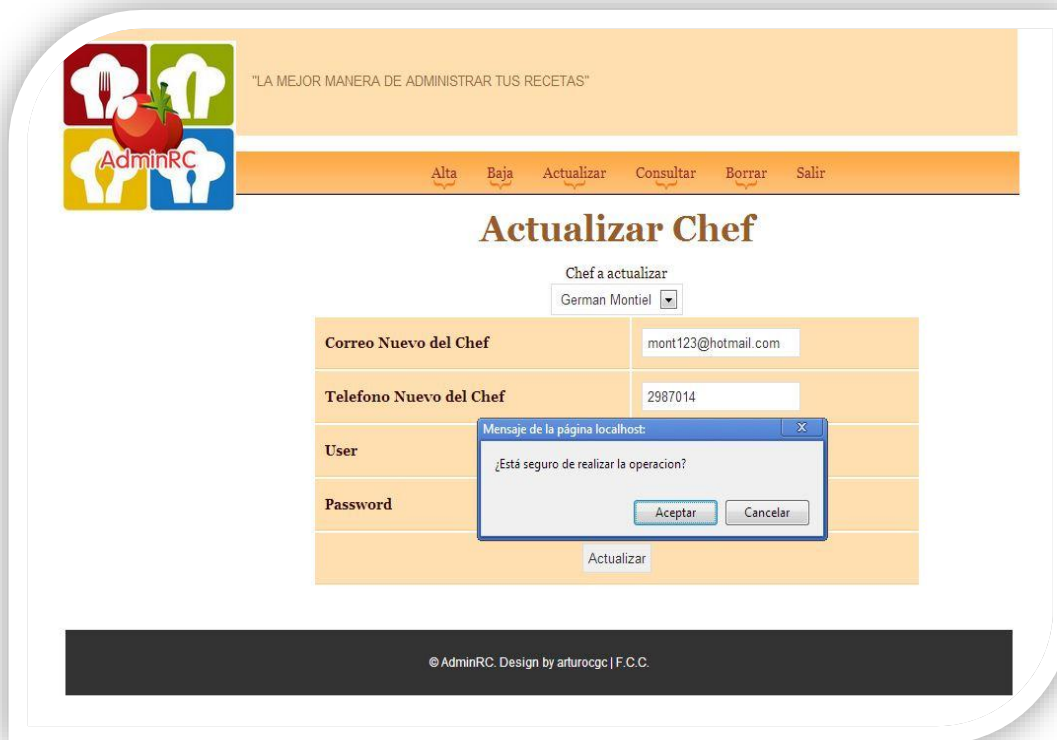 "LA MEJOR MANERA DE ADMINISTRAR TUS RECETAS"
AdminRC
Alta Baja Actualizar Consultar Borrar Salir
Actualizar Chef
Chef a actualizar
German Montiel
Correo Nuevo del Chef mont123@hotmail.com
Telefono Nuevo del Chef 2987014
Mensaje de la página localhost:
X
User
¿Está seguro de realizar la operacion?
Password
Aceptar Cancelar
Actualizar
© AdminRC. Design by arturocgc | F.C.C.